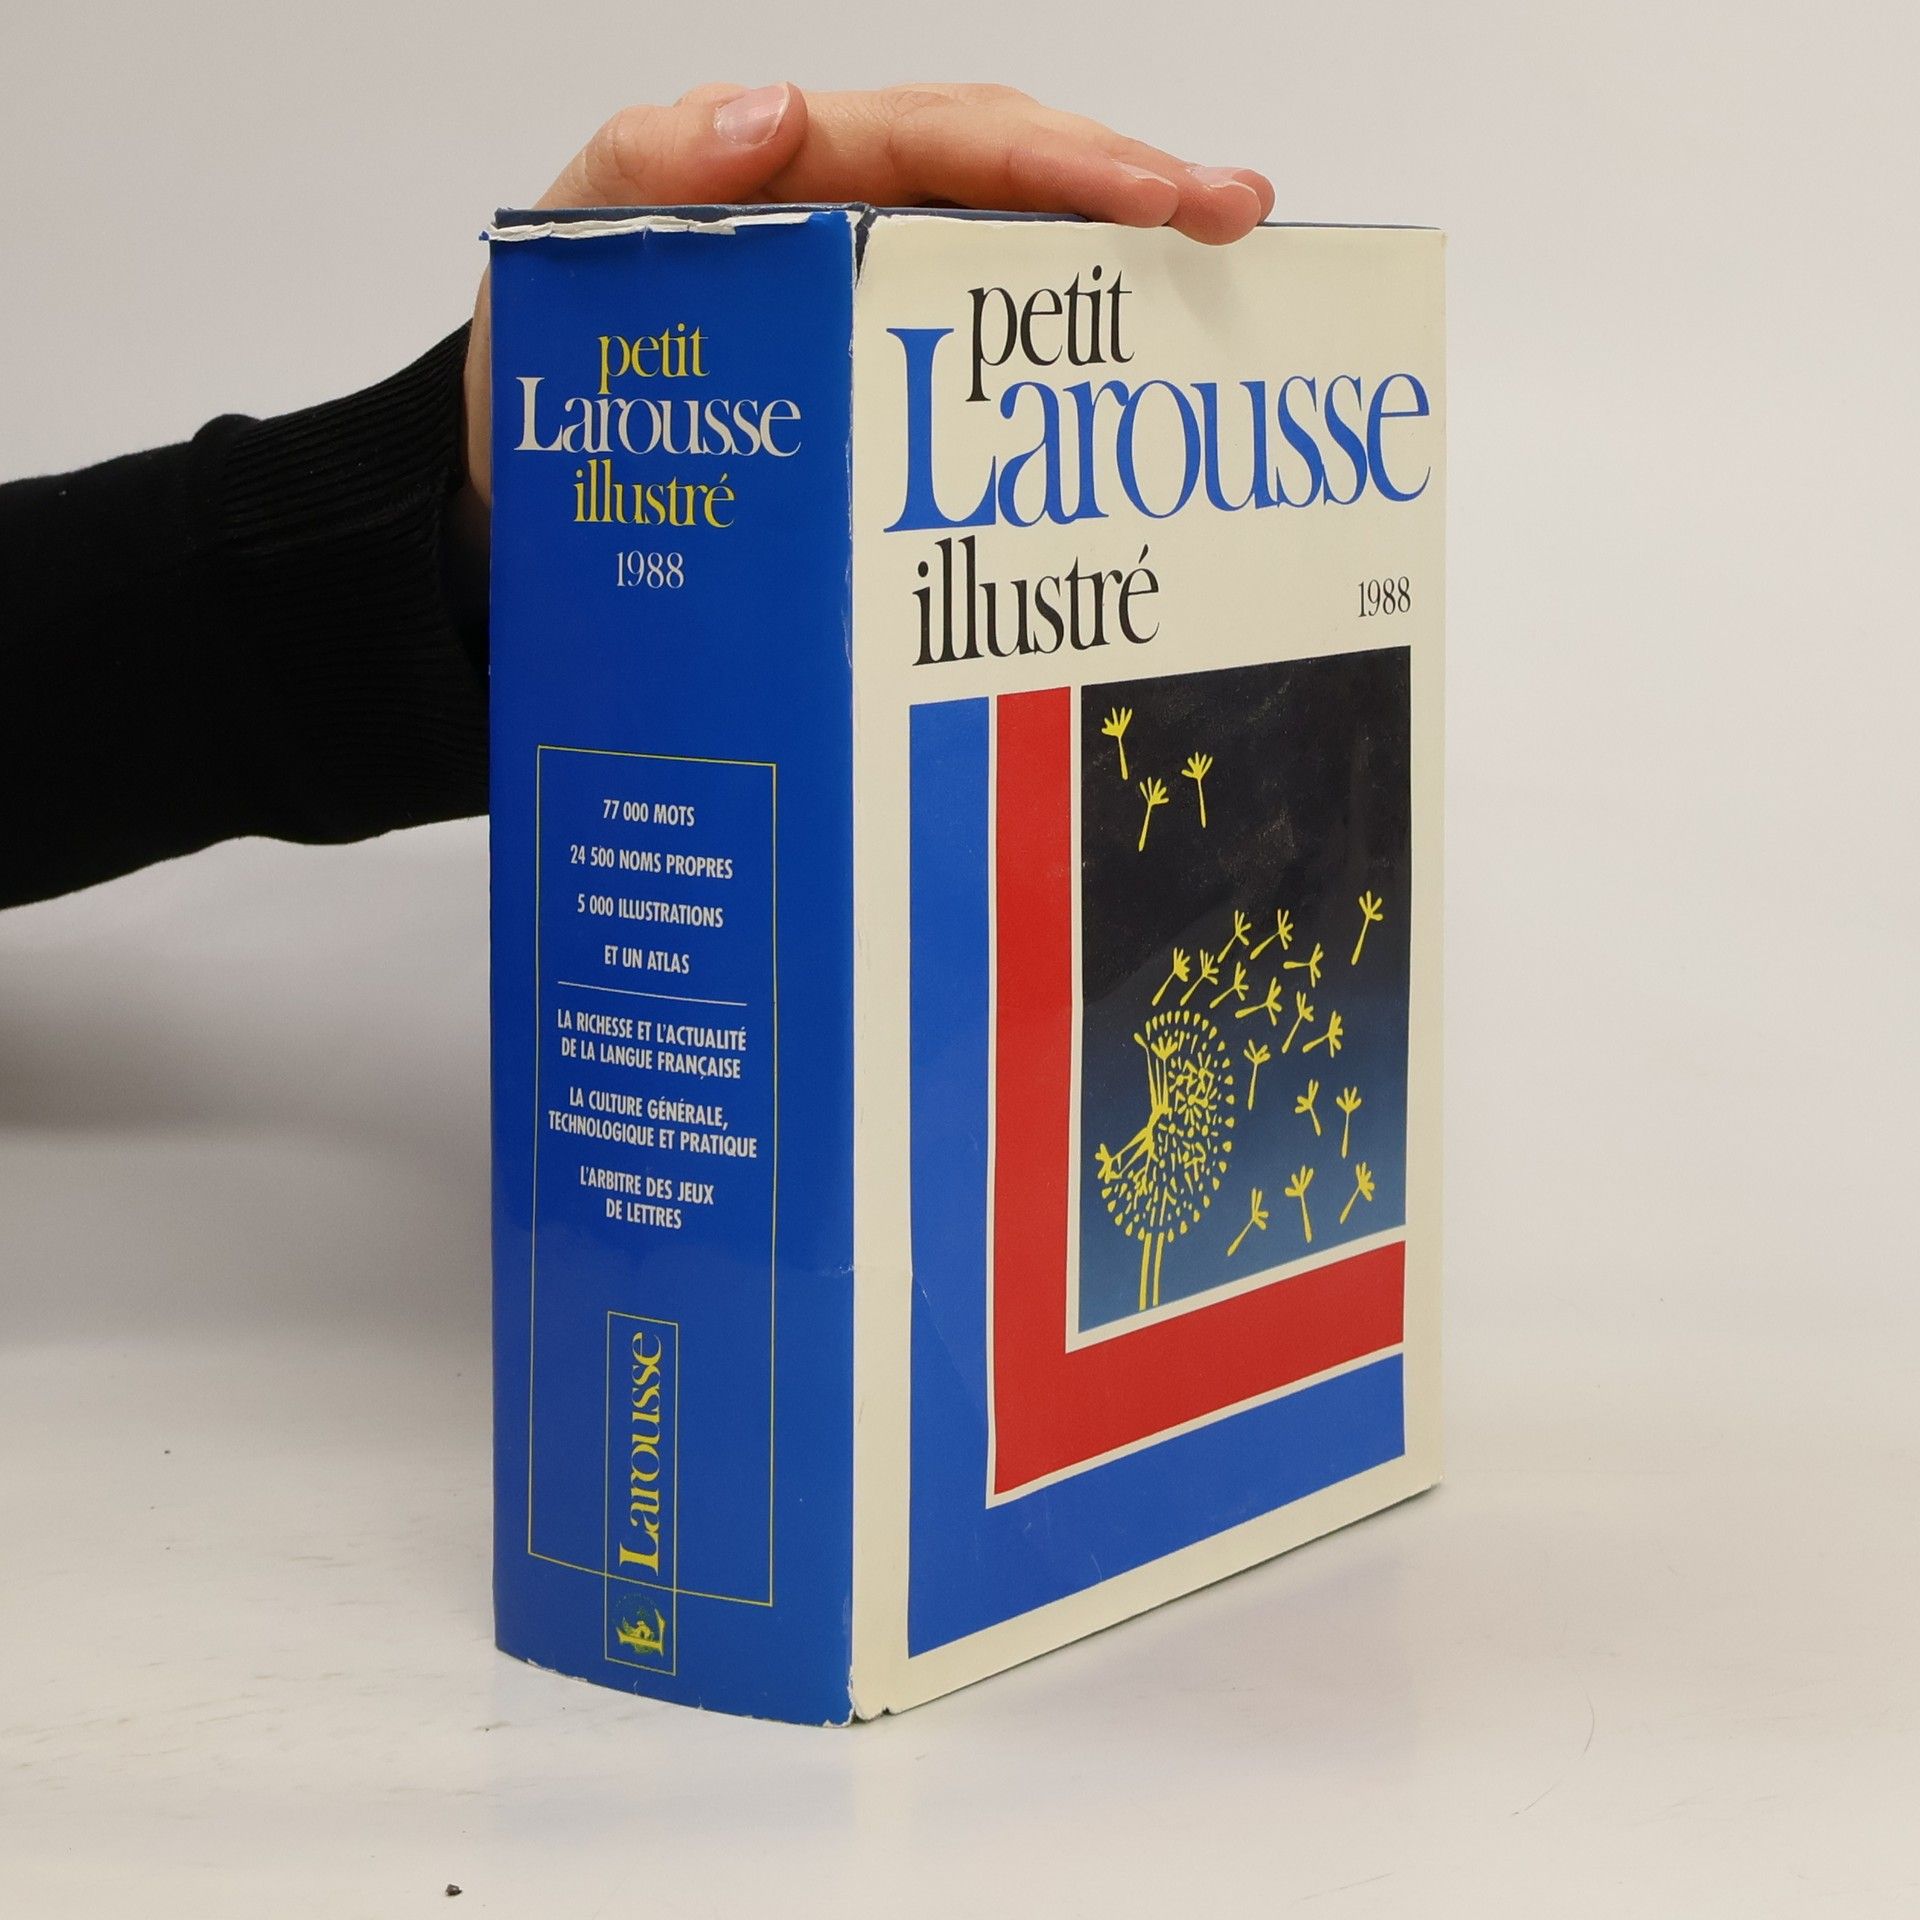 petit
Larousse
illustré
1988
77 000 MOTS
24 500 NOMS PROPRES
5 000 ILLUSTRATIONS
ET UN ATLAS
LA RICHESSE ET L'ACTUALITÉ
DE LA LANGUE FRANÇAISE
LA CULTURE GÉNÉRALE,
TECHNOLOGIQUE ET PRATIQUE
L'ARBITRE DES JEUX
DE LETTRES
Larousse
L
petit
Larousse
illustré
1988